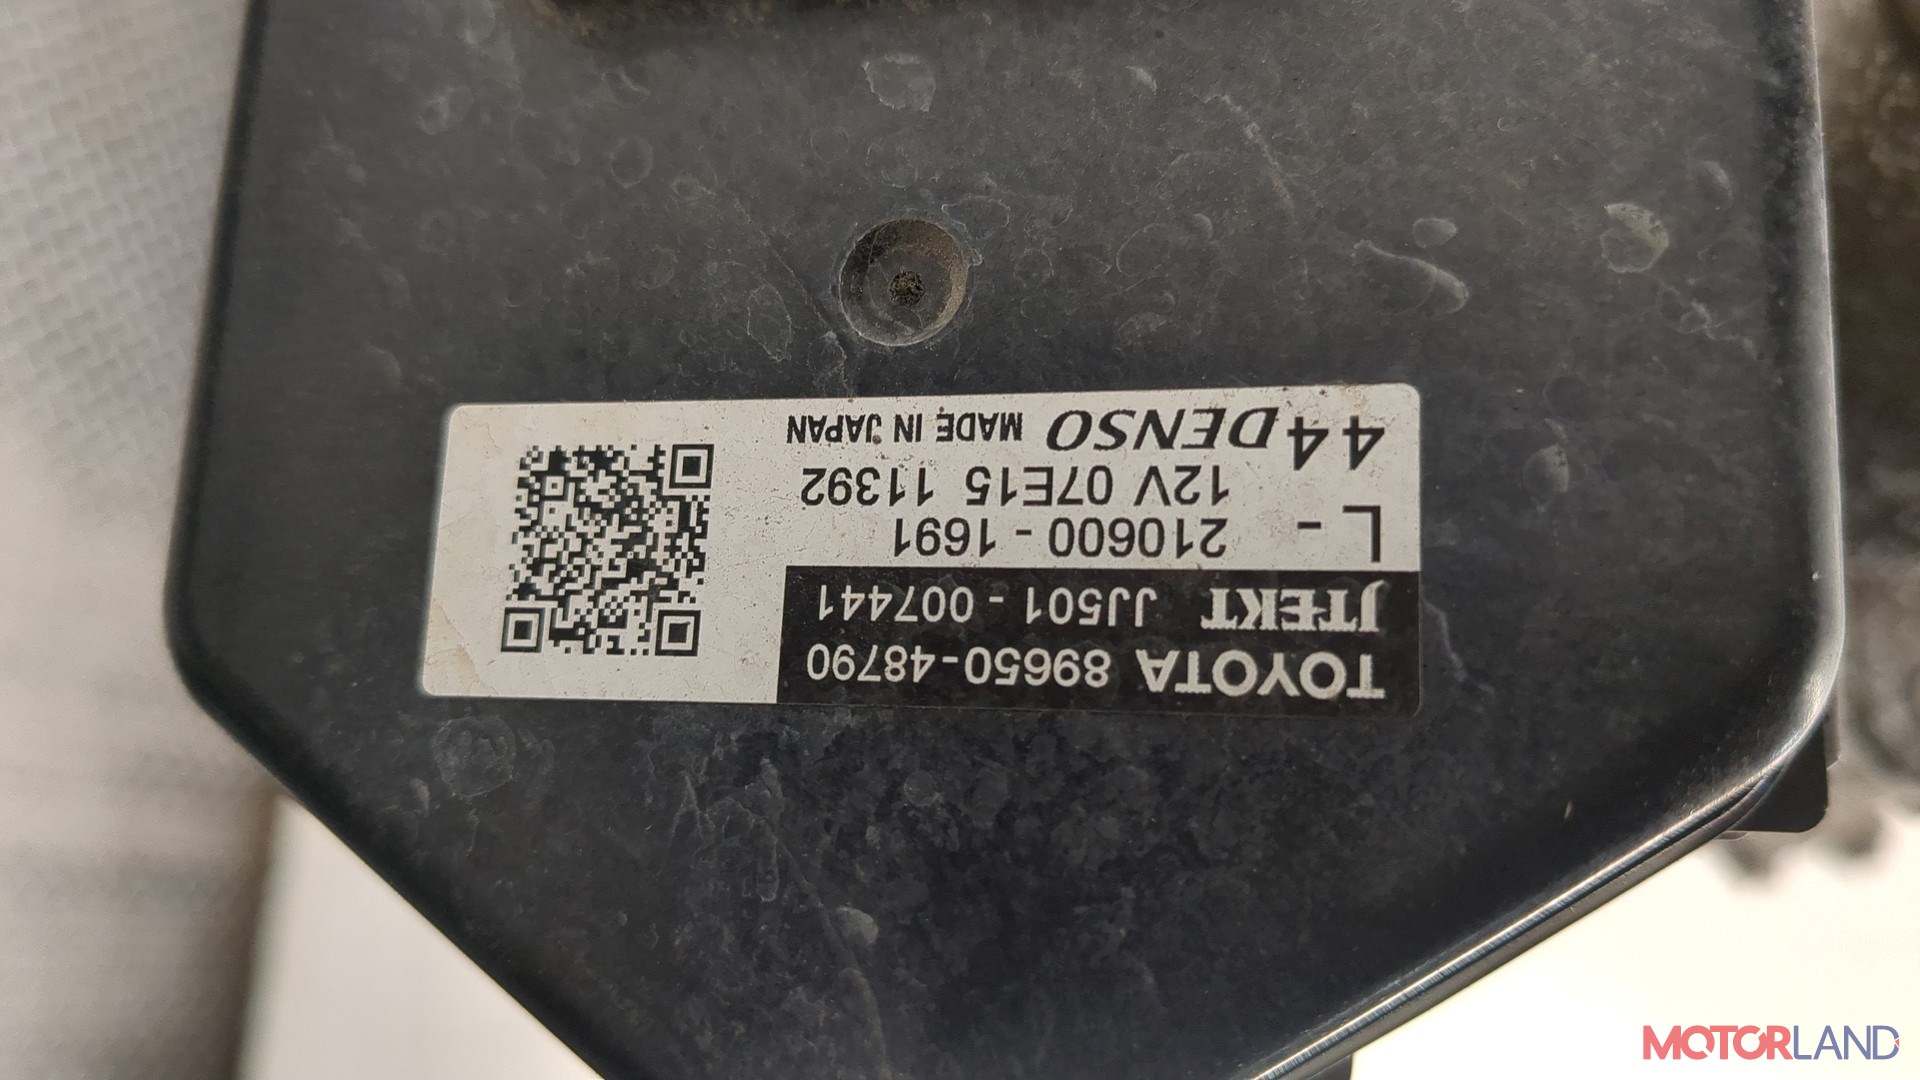 TOYOTA 89650-48790
JTEKT JJ501 - 007441
L - 210600 - 1691
12V 07E15 11392
44 DENSO MADE IN JAPAN
MOTORLAND